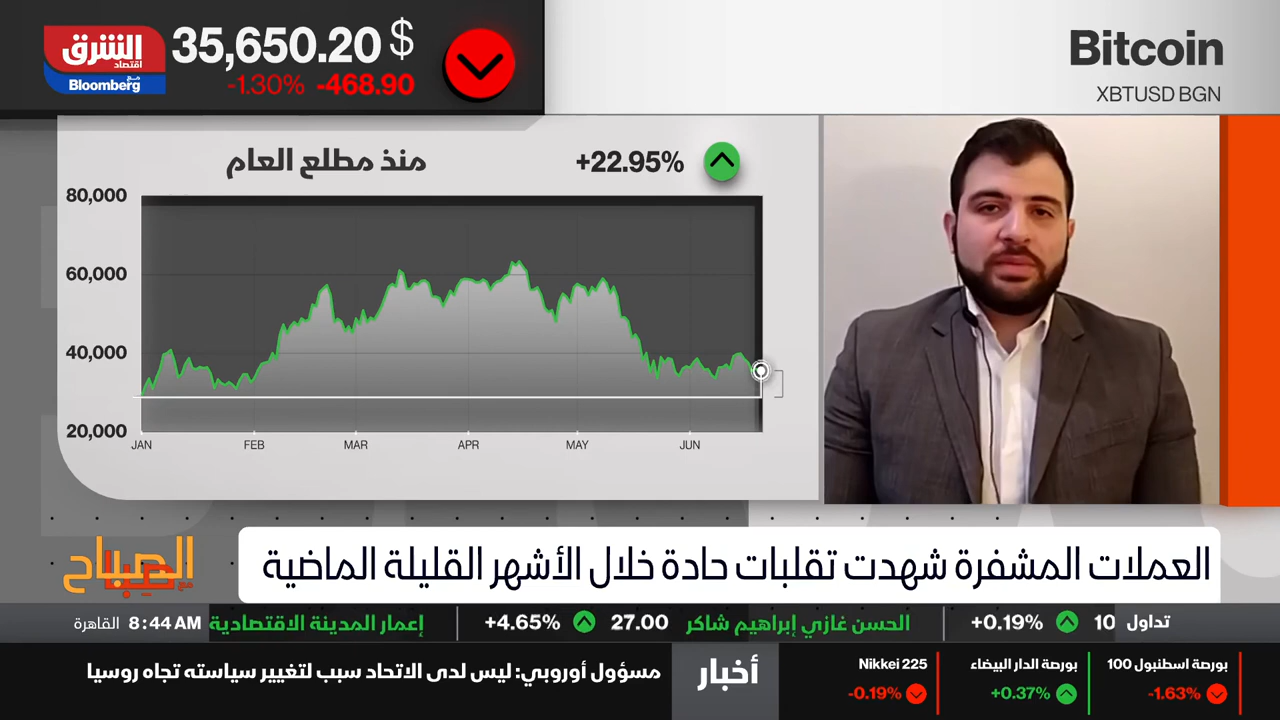 الشرق
اقتصاد
مع
Bloomberg
35,650.20 $
-1.30% -468.90
Bitcoin
XBTUSD BGN
منذ مطلع العام
+22.95%
80,000
60,000
40,000
20,000
JAN FEB MAR APR MAY JUN
العملات المشفرة شهدت تقلبات حادة خلال الأشهر القليلة الماضية
الصباح
مع صبا
تداول 10 +0.19%
الحسن غازي إبراهيم شاكر 27.00 +4.65%
إعمار المدينة الاقتصادية
8:44 AM القاهرة
بورصة اسطنبول 100
-1.63%
بورصة الدار البيضاء
+0.37%
Nikkei 225
-0.19%
أخبار
مسؤول أوروبي: ليس لدى الاتحاد سبب لتغيير سياسته تجاه روسيا